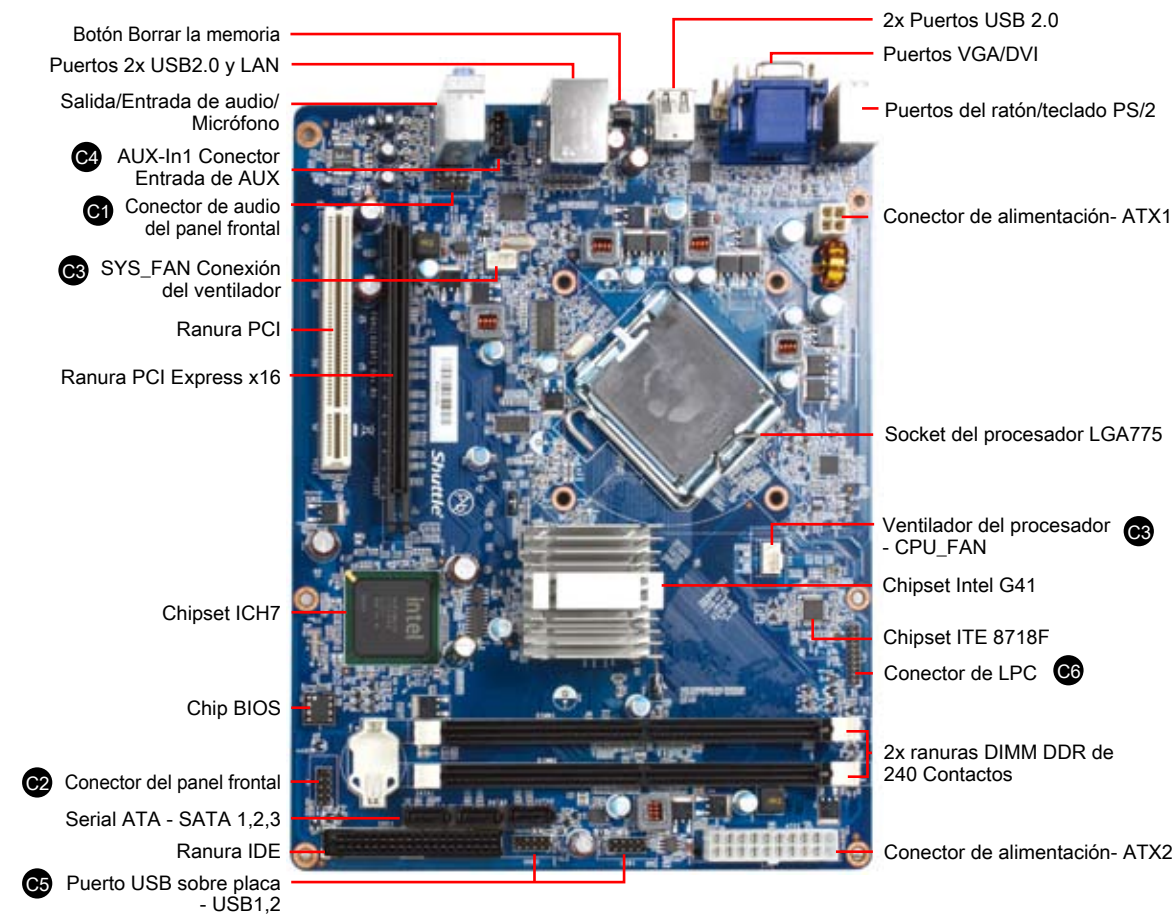 Botón Borrar la memoria
Puertos 2x USB2.0 y LAN
Salida/Entrada de audio/
Micrófono
C4 AUX-In1 Conector
Entrada de AUX
C1 Conector de audio
del panel frontal
C3 SYS_FAN Conexión
del ventilador
Ranura PCI
Ranura PCI Express x16
Chipset ICH7
Chip BIOS
C2 Conector del panel frontal
Serial ATA - SATA 1,2,3
Ranura IDE
C5 Puerto USB sobre placa
- USB1,2
2x Puertos USB 2.0
Puertos VGA/DVI
Puertos del ratón/teclado PS/2
Conector de alimentación- ATX1
Socket del procesador LGA775
Ventilador del procesador C3
- CPU_FAN
Chipset Intel G41
Chipset ITE 8718F
Conector de LPC C6
2x ranuras DIMM DDR de
240 Contactos
Conector de alimentación- ATX2
Shuttle
intel